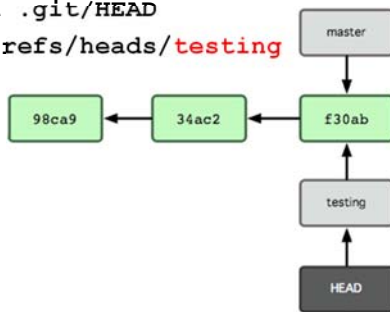 .git/HEAD
refs/heads/testing
master
98ca9
34ac2
f30ab
testing
HEAD